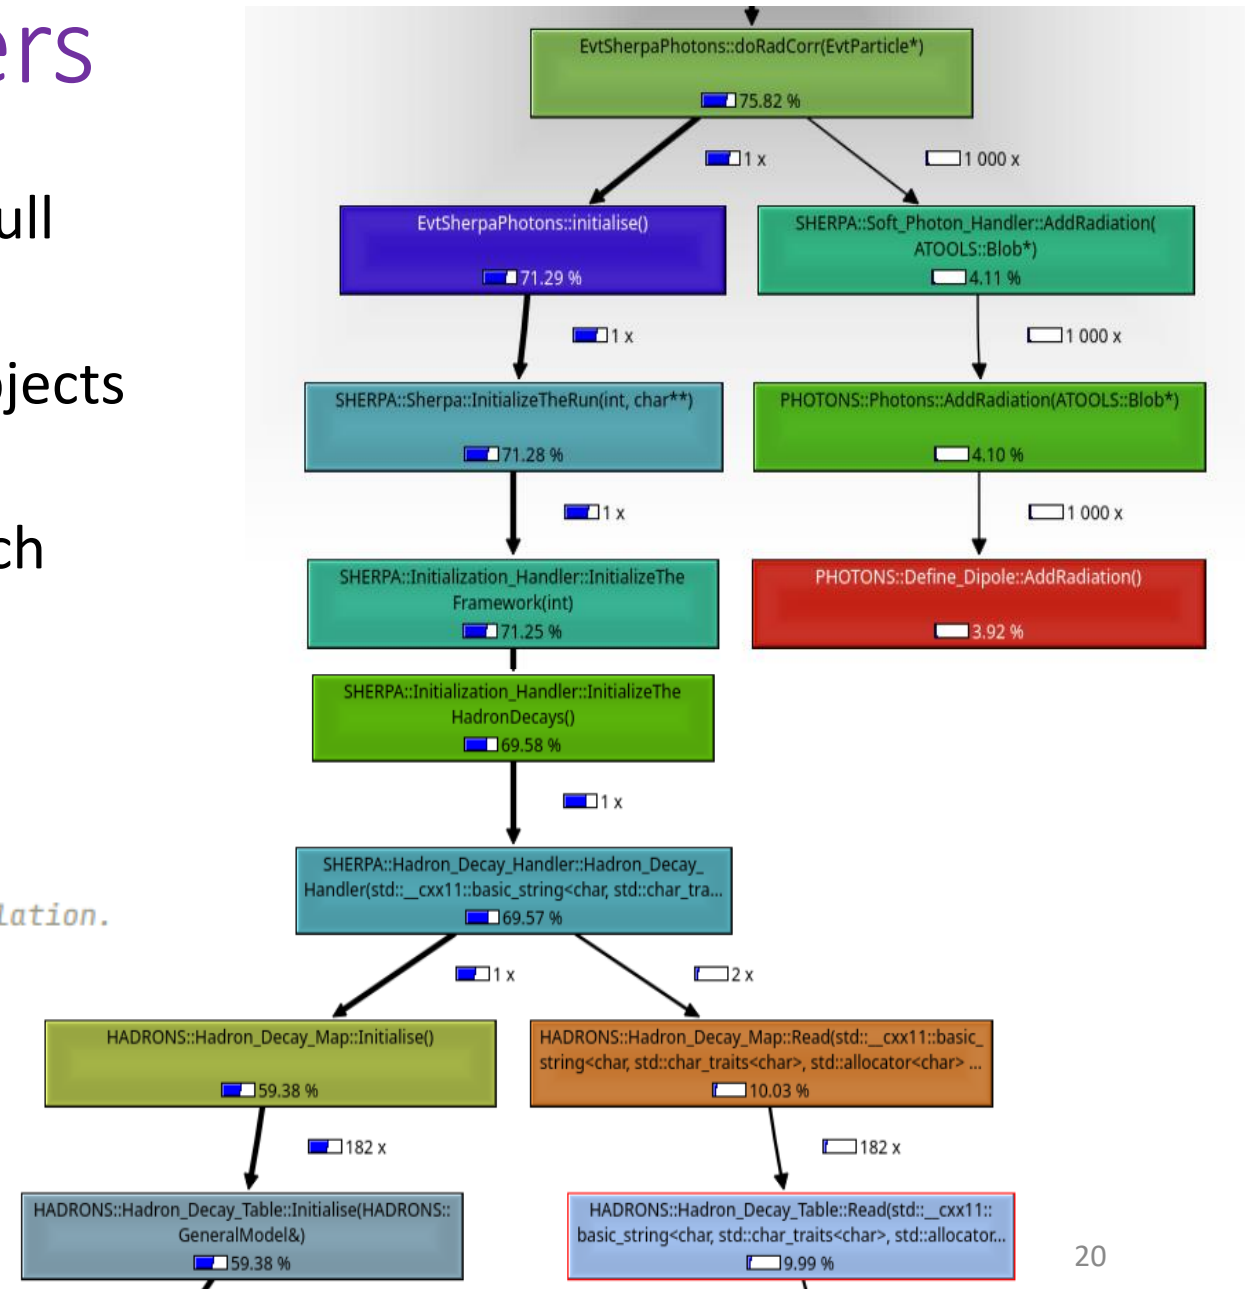 ers
ull
jects
ch
lation.
EvtSherpaPhotons::doRadCorr(EvtParticle*)
75.82 %
1 x
1 000 x
EvtSherpaPhotons::initialise()
71.29 %
SHERPA::Soft_Photon_Handler::AddRadiation(
ATOOLS::Blob*)
4.11 %
1 x
1 000 x
SHERPA::Sherpa::InitializeTheRun(int, char**)
71.28 %
PHOTONS::Photons::AddRadiation(ATOOLS::Blob*)
4.10 %
1 x
1 000 x
SHERPA::Initialization_Handler::InitializeThe
Framework(int)
71.25 %
PHOTONS::Define_Dipole::AddRadiation()
3.92 %
SHERPA::Initialization_Handler::InitializeThe
HadronDecays()
69.58 %
1 x
SHERPA::Hadron_Decay_Handler::Hadron_Decay_
Handler(std::__cxx11::basic_string<char, std::char_tra...
69.57 %
1 x
2 x
HADRONS::Hadron_Decay_Map::Initialise()
59.38 %
HADRONS::Hadron_Decay_Map::Read(std::__cxx11::basic_
string<char, std::char_traits<char>, std::allocator<char> ...
10.03 %
182 x
182 x
HADRONS::Hadron_Decay_Table::Initialise(HADRONS::
GeneralModel&)
59.38 %
HADRONS::Hadron_Decay_Table::Read(std::__cxx11::
basic_string<char, std::char_traits<char>, std::allocator...
9.99 %
20